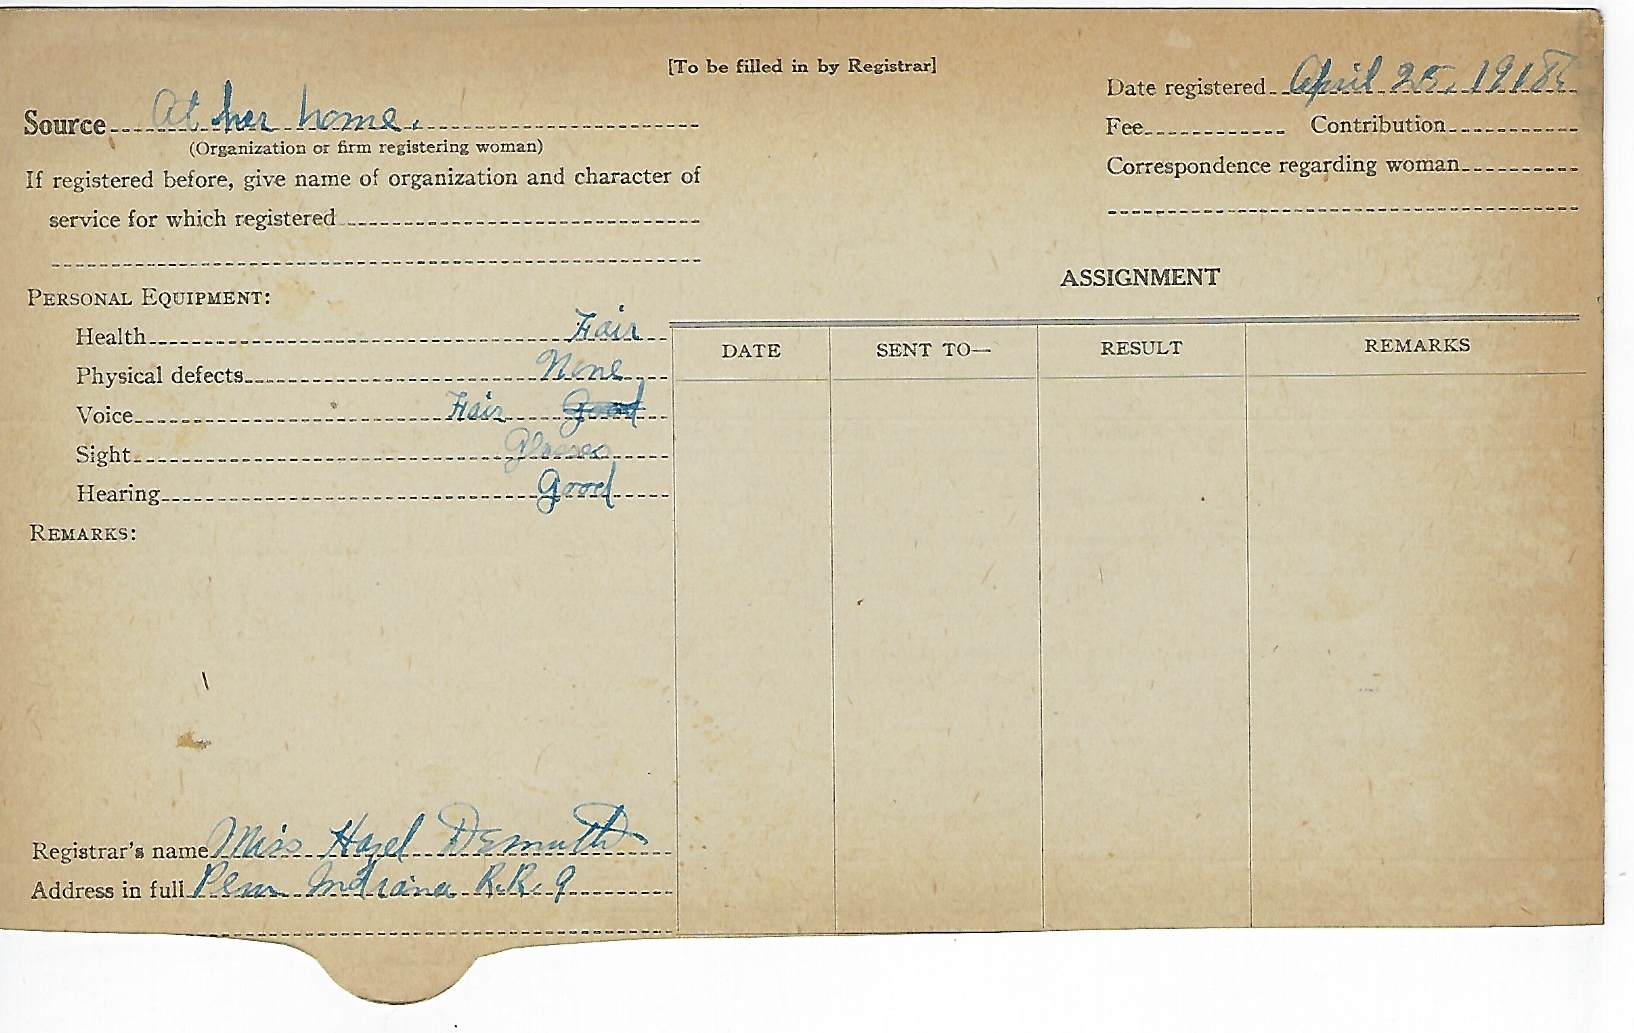 [To be filled in by Registrar]
Date registered April 25, 1918
Source At her home.
(Organization or firm registering woman)
Fee Contribution
Correspondence regarding woman
If registered before, give name of organization and character of
service for which registered
PERSONAL EQUIPMENT:
Health Fair
Physical defects None
Voice Fair Good
Sight Glasses
Hearing Good
REMARKS:
ASSIGNMENT
DATE SENT TO— RESULT REMARKS
Registrar's name Miss Hazel Demuth
Address in full Peru Indiana R.R. 9